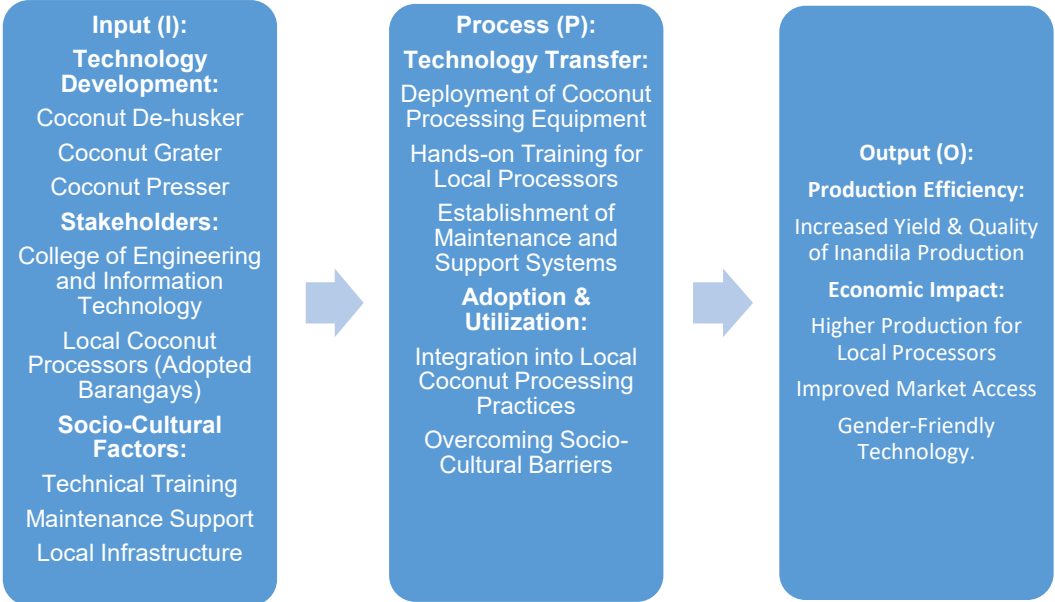 Input (I):
Technology
Development:
Coconut De-husker
Coconut Grater
Coconut Presser
Stakeholders:
College of Engineering
and Information
Technology
Local Coconut
Processors (Adopted
Barangays)
Socio-Cultural
Factors:
Technical Training
Maintenance Support
Local Infrastructure
Process (P):
Technology Transfer:
Deployment of Coconut
Processing Equipment
Hands-on Training for
Local Processors
Establishment of
Maintenance and
Support Systems
Adoption &
Utilization:
Integration into Local
Coconut Processing
Practices
Overcoming Socio-
Cultural Barriers
Output (O):
Production Efficiency:
Increased Yield & Quality
of Inandila Production
Economic Impact:
Higher Production for
Local Processors
Improved Market Access
Gender-Friendly
Technology.